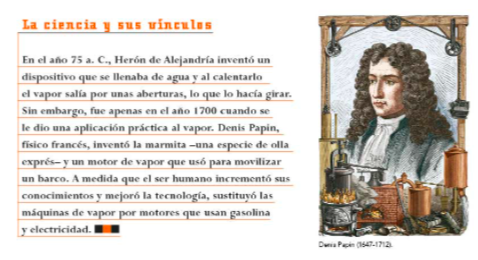 La ciencia y sus vínculos
En el año 75 a. C., Herón de Alejandría inventó un
dispositivo que se llenaba de agua y al calentarlo
el vapor salía por unas aberturas, lo que lo hacía girar.
Sin embargo, fue apenas en el año 1700 cuando se
le dio una aplicación práctica al vapor. Denis Papin,
físico francés, inventó la marmita –una especie de olla
exprés– y un motor de vapor que usó para movilizar
un barco. A medida que el ser humano incrementó sus
conocimientos y mejoró la tecnología, sustituyó las
máquinas de vapor por motores que usan gasolina
y electricidad.
Denis Papin (1647-1712).